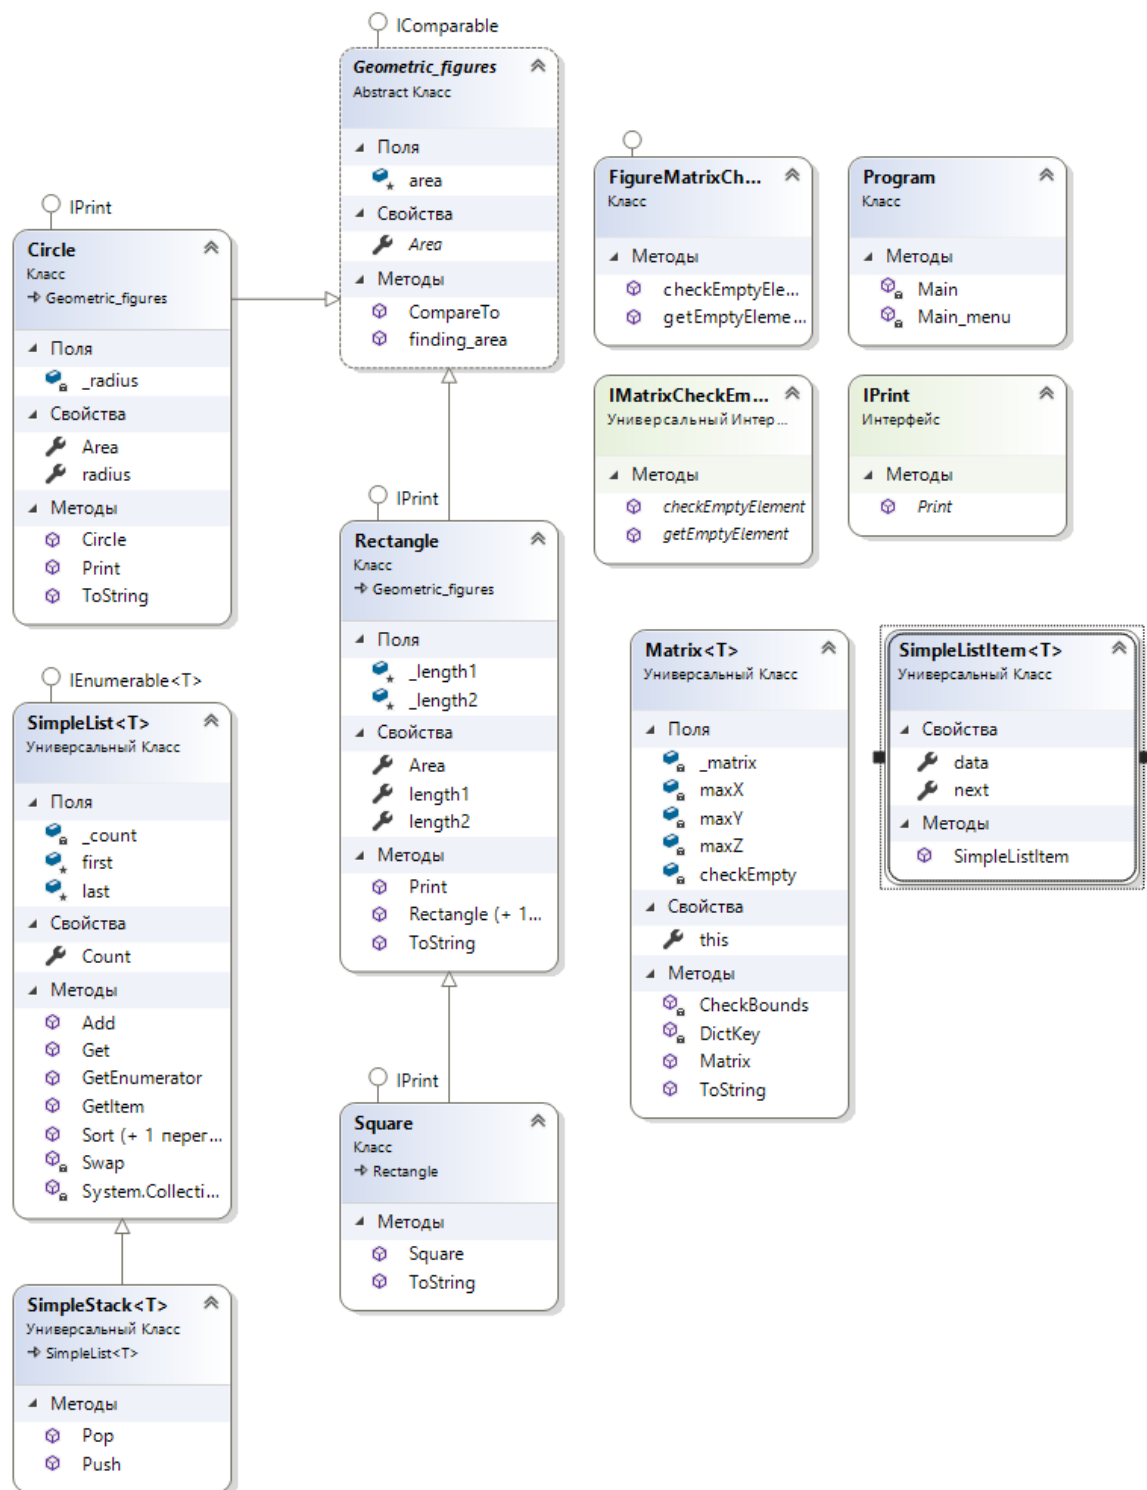 IComparable
Geometric_figures
Abstract Класс
Поля
area
Свойства
Area
Методы
CompareTo
finding_area
FigureMatrixCh...
Класс
Методы
checkEmptyEle...
getEmptyEleme...
Program
Класс
Методы
Main
Main_menu
IPrint
Circle
Класс
Geometric_figures
Поля
_radius
Свойства
Area
radius
Методы
Circle
Print
ToString
IMatrixCheckEm...
Универсальный Интер...
Методы
checkEmptyElement
getEmptyElement
IPrint
Интерфейс
Методы
Print
IPrint
Rectangle
Класс
Geometric_figures
Поля
_length1
_length2
Свойства
Area
length1
length2
Методы
Print
Rectangle (+ 1...
ToString
Matrix<T>
Универсальный Класс
Поля
_matrix
maxX
maxY
maxZ
checkEmpty
Свойства
this
Методы
CheckBounds
DictKey
Matrix
ToString
SimpleListItem<T>
Универсальный Класс
Свойства
data
next
Методы
SimpleListItem
IEnumerable<T>
SimpleList<T>
Универсальный Класс
Поля
_count
first
last
Свойства
Count
Методы
Add
Get
GetEnumerator
GetItem
Sort (+ 1 перег...
Swap
System.Collecti...
IPrint
Square
Класс
Rectangle
Методы
Square
ToString
SimpleStack<T>
Универсальный Класс
SimpleList<T>
Методы
Pop
Push